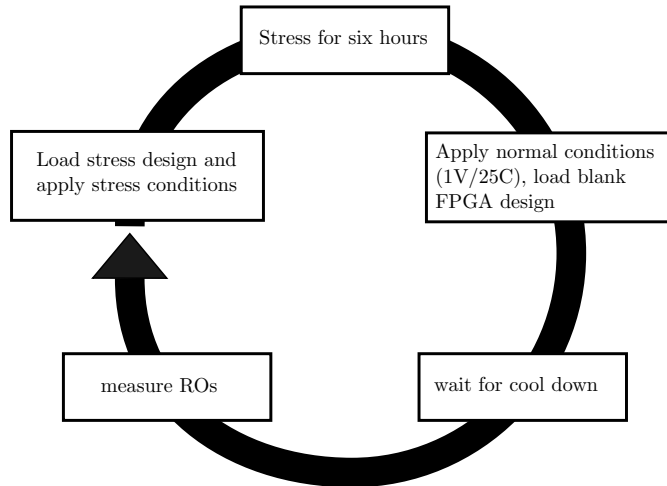 Stress for six hours
Load stress design and
apply stress conditions
Apply normal conditions
(1V/25C), load blank
FPGA design
measure ROs
wait for cool down